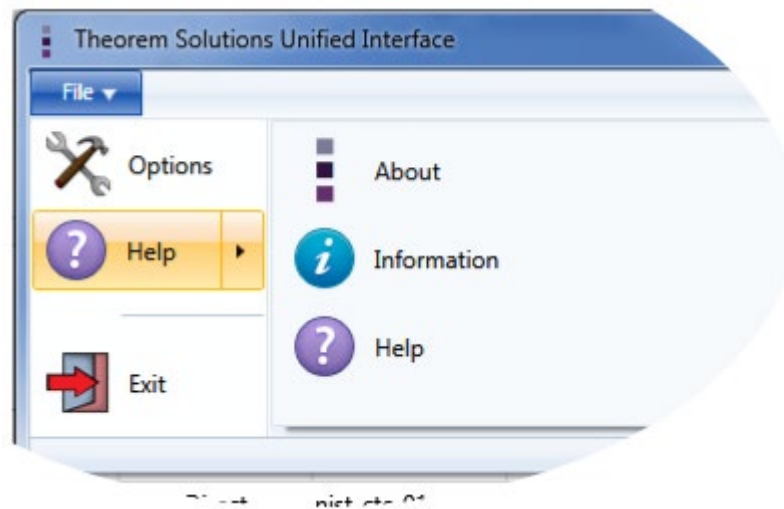 Theorem Solutions Unified Interface
File
Options
About
Help
Information
Help
Exit